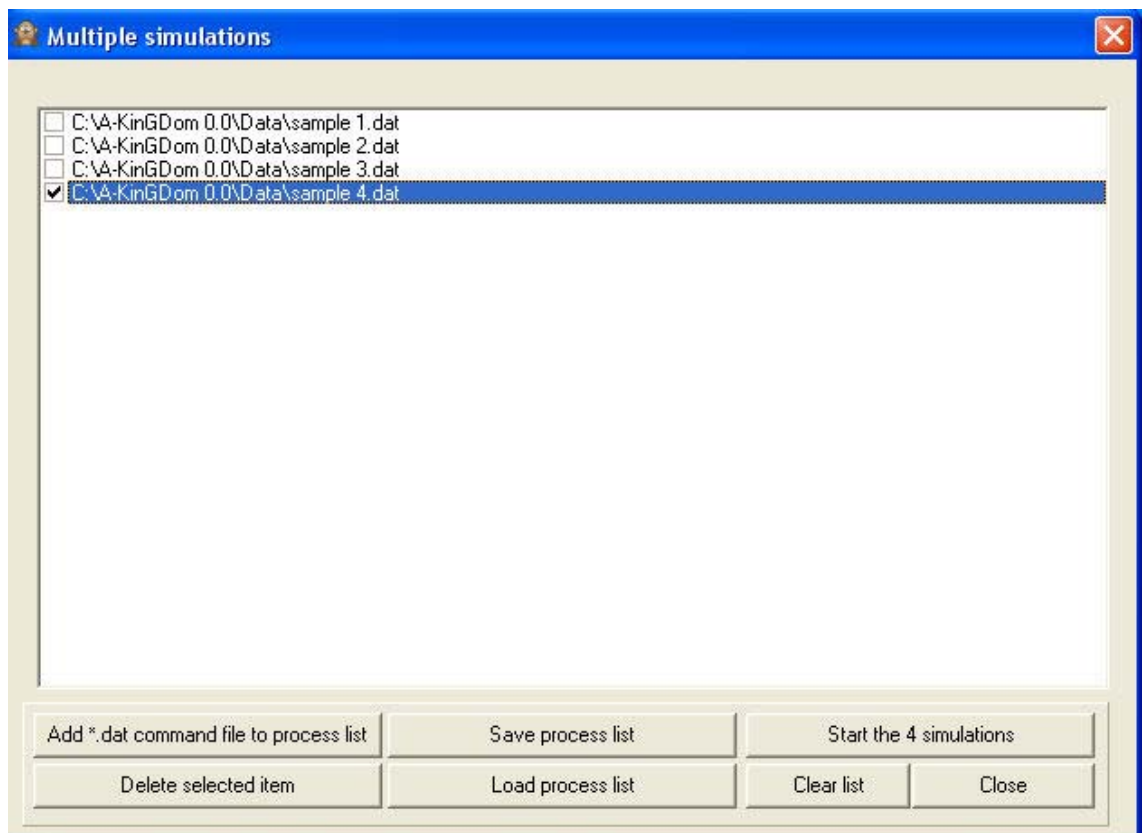 Multiple simulations
C:\A-KinGDom 0.0\Data\sample 1.dat
C:\A-KinGDom 0.0\Data\sample 2.dat
C:\A-KinGDom 0.0\Data\sample 3.dat
C:\A-KinGDom 0.0\Data\sample 4.dat
Add *.dat command file to process list Save process list Start the 4 simulations
Delete selected item Load process list Clear list Close